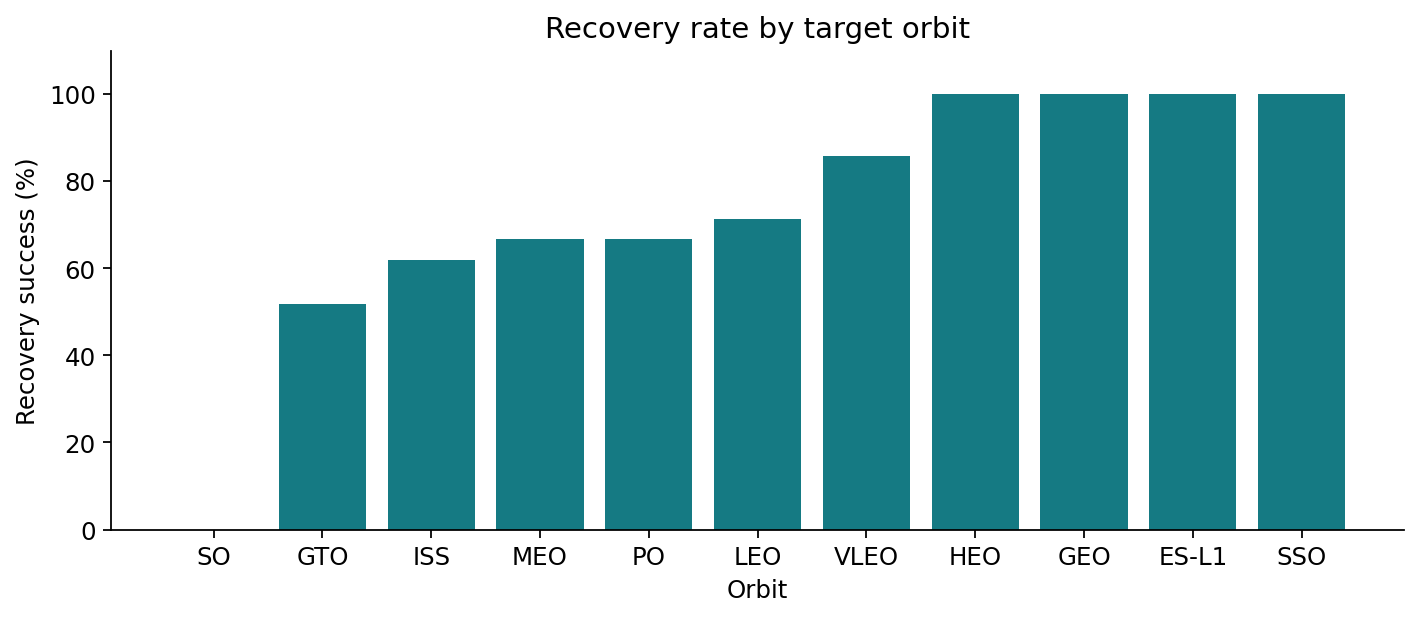 Recovery rate by target orbit
Recovery success (%)
100
80
60
40
20
0
SO GTO ISS MEO PO LEO VLEO HEO GEO ES-L1 SSO
Orbit